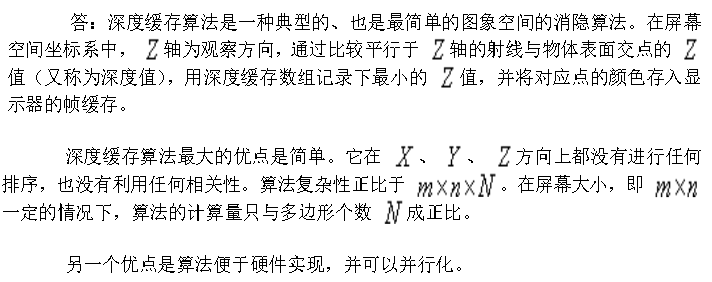 答：深度缓存算法是一种典型的、也是最简单的图象空间的消隐算法。在屏幕
空间坐标系中， Z 轴为观察方向，通过比较平行于 Z 轴的射线与物体表面交点的 Z
值（又称为深度值），用深度缓存数组记录下最小的 Z 值，并将对应点的颜色存入显
示器的帧缓存。
深度缓存算法最大的优点是简单。它在 X 、 Y 、 Z 方向上都没有进行任何
排序，也没有利用任何相关性。算法复杂性正比于 m×n×N 。在屏幕大小，即 m×n
一定的情况下，算法的计算量只与多边形个数 N 成正比。
另一个优点是算法便于硬件实现，并可以并行化。